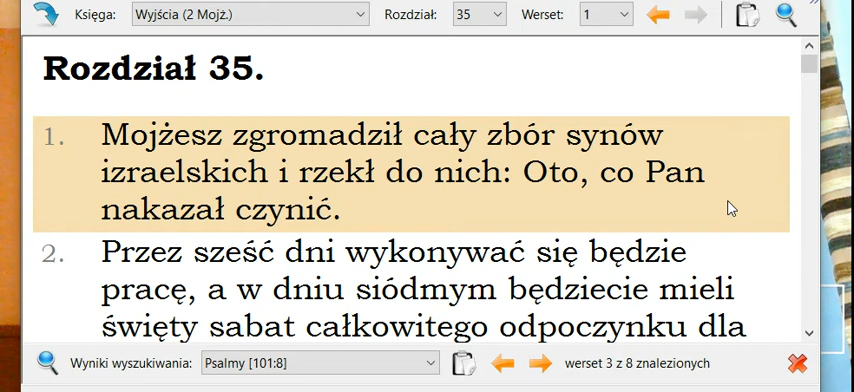 Księga: Wyjścia (2 Mojż.) Rozdział: 35 Werset: 1
Rozdział 35.
1. Mojżesz zgromadził cały zbór synów
izraelskich i rzekł do nich: Oto, co Pan
nakazał czynić.
2. Przez sześć dni wykonywać się będzie
pracę, a w dniu siódmym będziecie mieli
święty sabat całkowitego odpoczynku dla
Wyniki wyszukiwania: Psalmy [101:8] werset 3 z 8 znalezionych